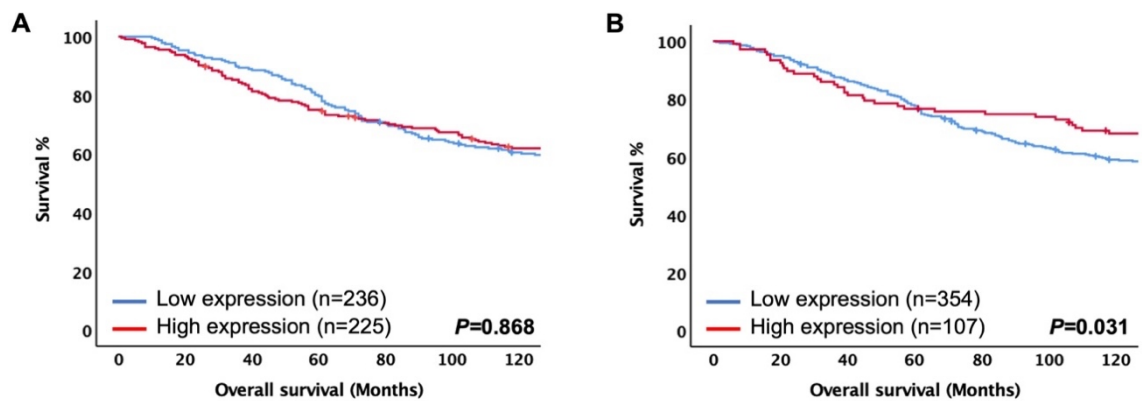 A
Survival %
100
80
60
40
20
0
Low expression (n=236)
High expression (n=225)
P=0.868
0 20 40 60 80 100 120
Overall survival (Months)
B
Survival %
100
80
60
40
20
0
Low expression (n=354)
High expression (n=107)
P=0.031
0 20 40 60 80 100 120
Overall survival (Months)